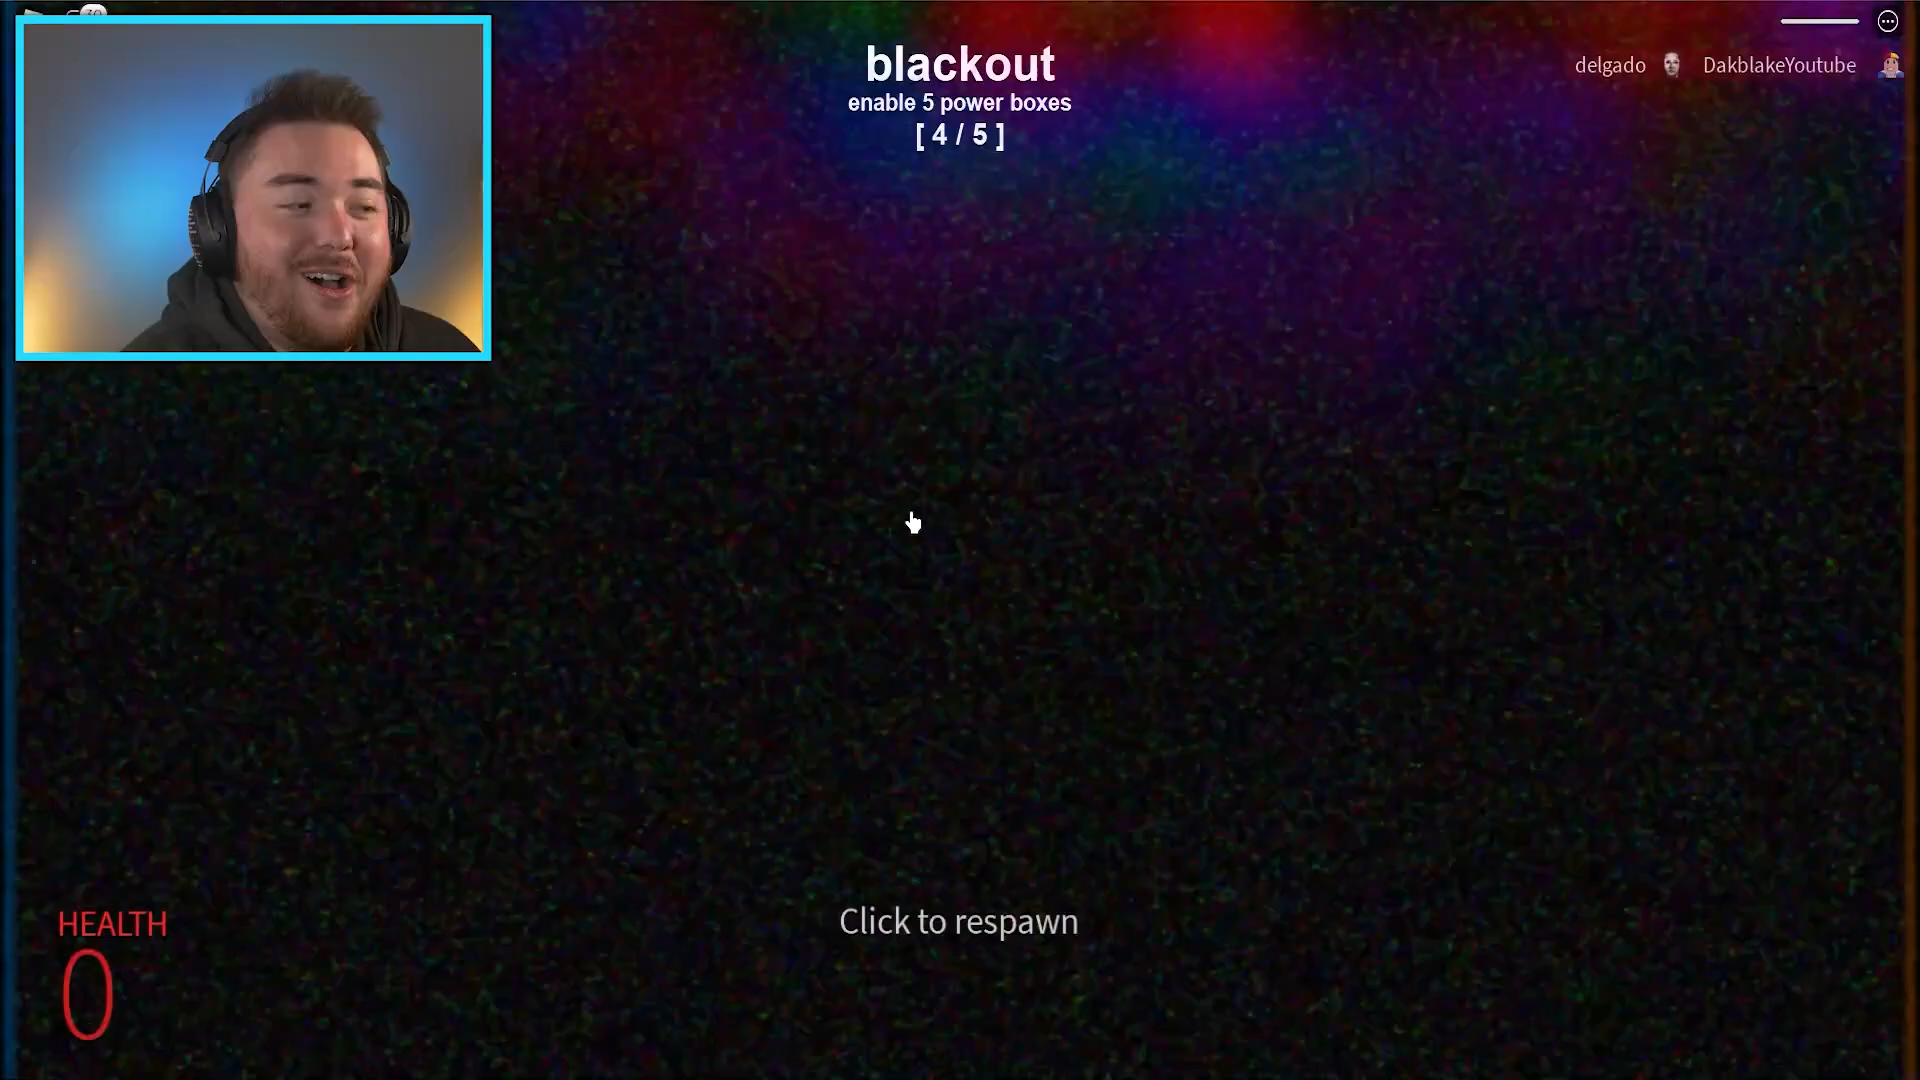 blackout
enable 5 power boxes
[ 4 / 5 ]
delgado DakblakeYoutube
Click to respawn
HEALTH
0